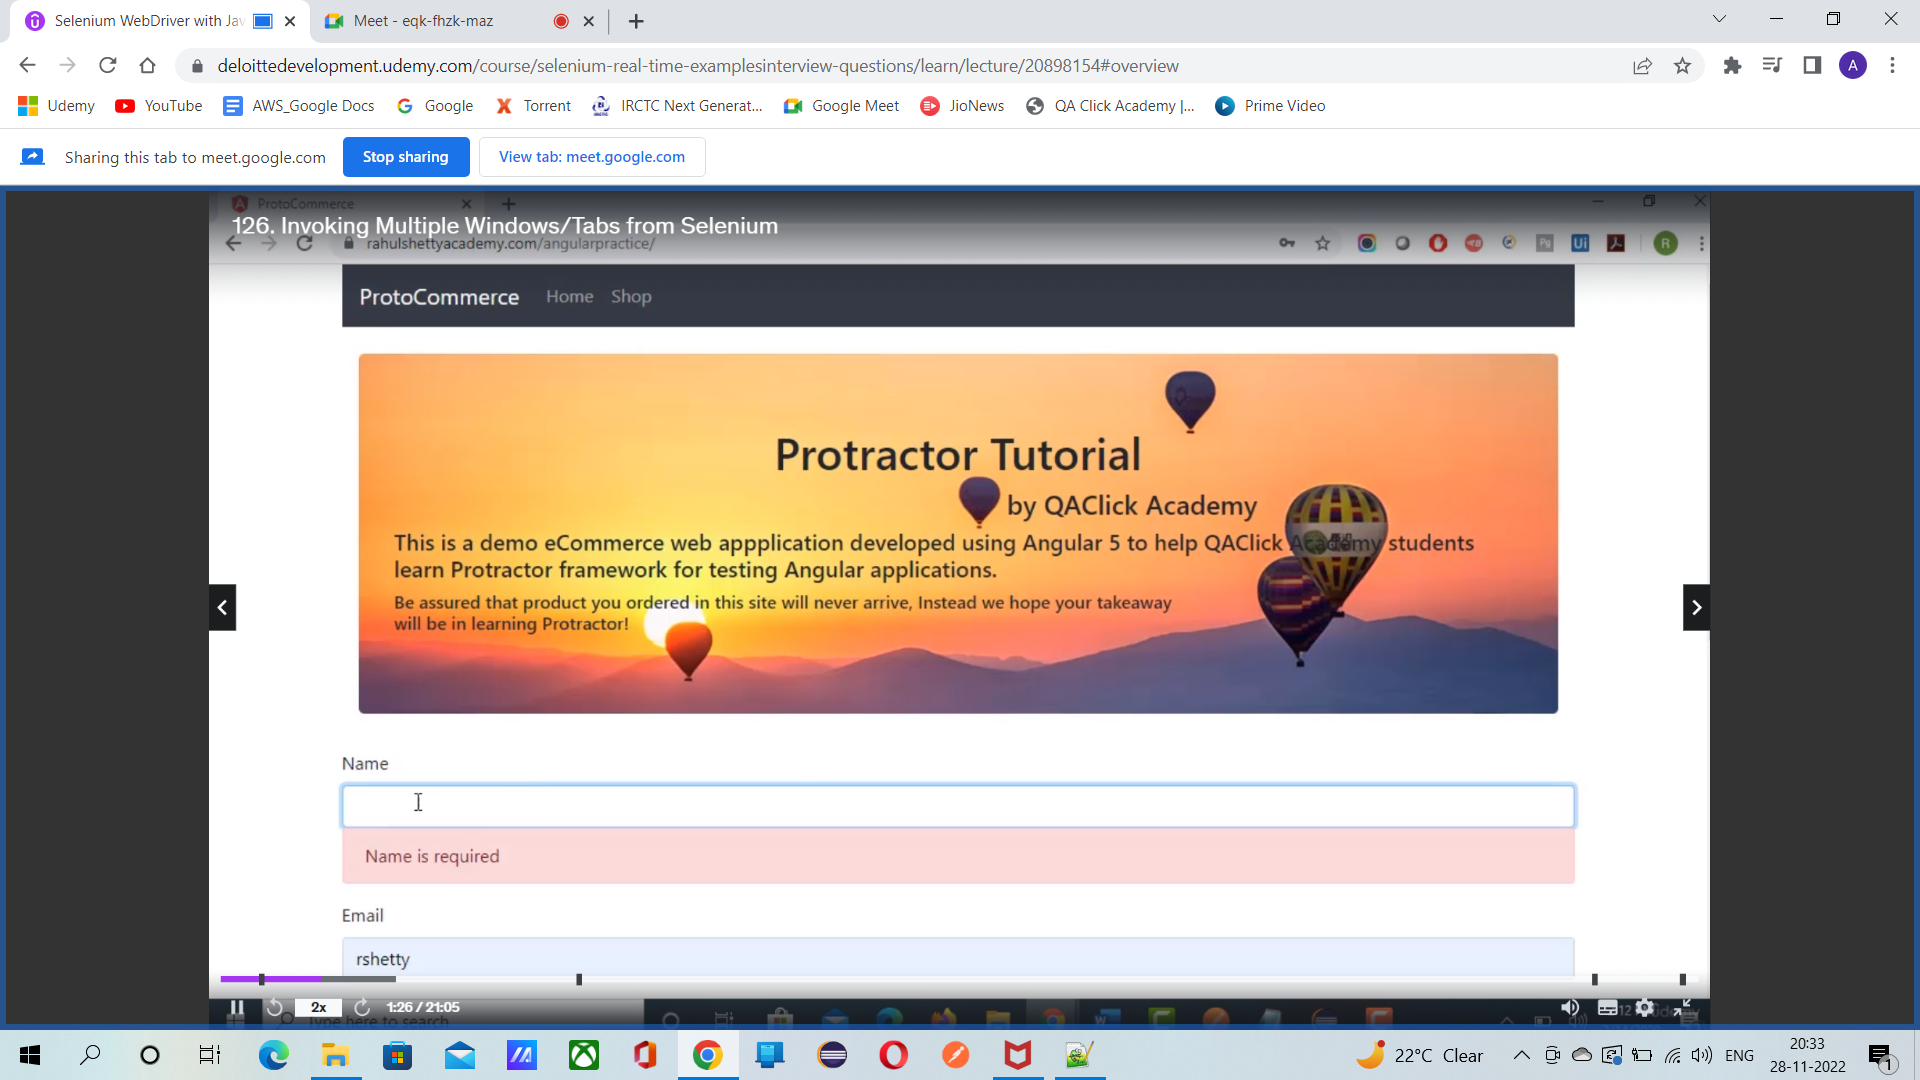 Selenium WebDriver with Jav
Meet - eqk-fhzk-maz
deloittedevelopment.udemy.com/course/selenium-real-time-examplesinterview-questions/learn/lecture/20898154#overview
A
Udemy
YouTube
AWS_Google Docs
Google
Torrent
IRCTC Next Generat...
Google Meet
JioNews
QA Click Academy |...
Prime Video
Sharing this tab to meet.google.com
Stop sharing
View tab: meet.google.com
ProtoCommerce
126. Invoking Multiple Windows/Tabs from Selenium
rahulshettyacademy.com/angularpractice/
R
ProtoCommerce
Home
Shop
Protractor Tutorial
by QAClick Academy
This is a demo eCommerce web appplication developed using Angular 5 to help QAClick Academy students
learn Protractor framework for testing Angular applications.
Be assured that product you ordered in this site will never arrive, Instead we hope your takeaway
will be in learning Protractor!
Name
Name is required
Email
rshetty
2x
1:26 / 21:05
Type here to search
22°C Clear
ENG
20:33
28-11-2022
1